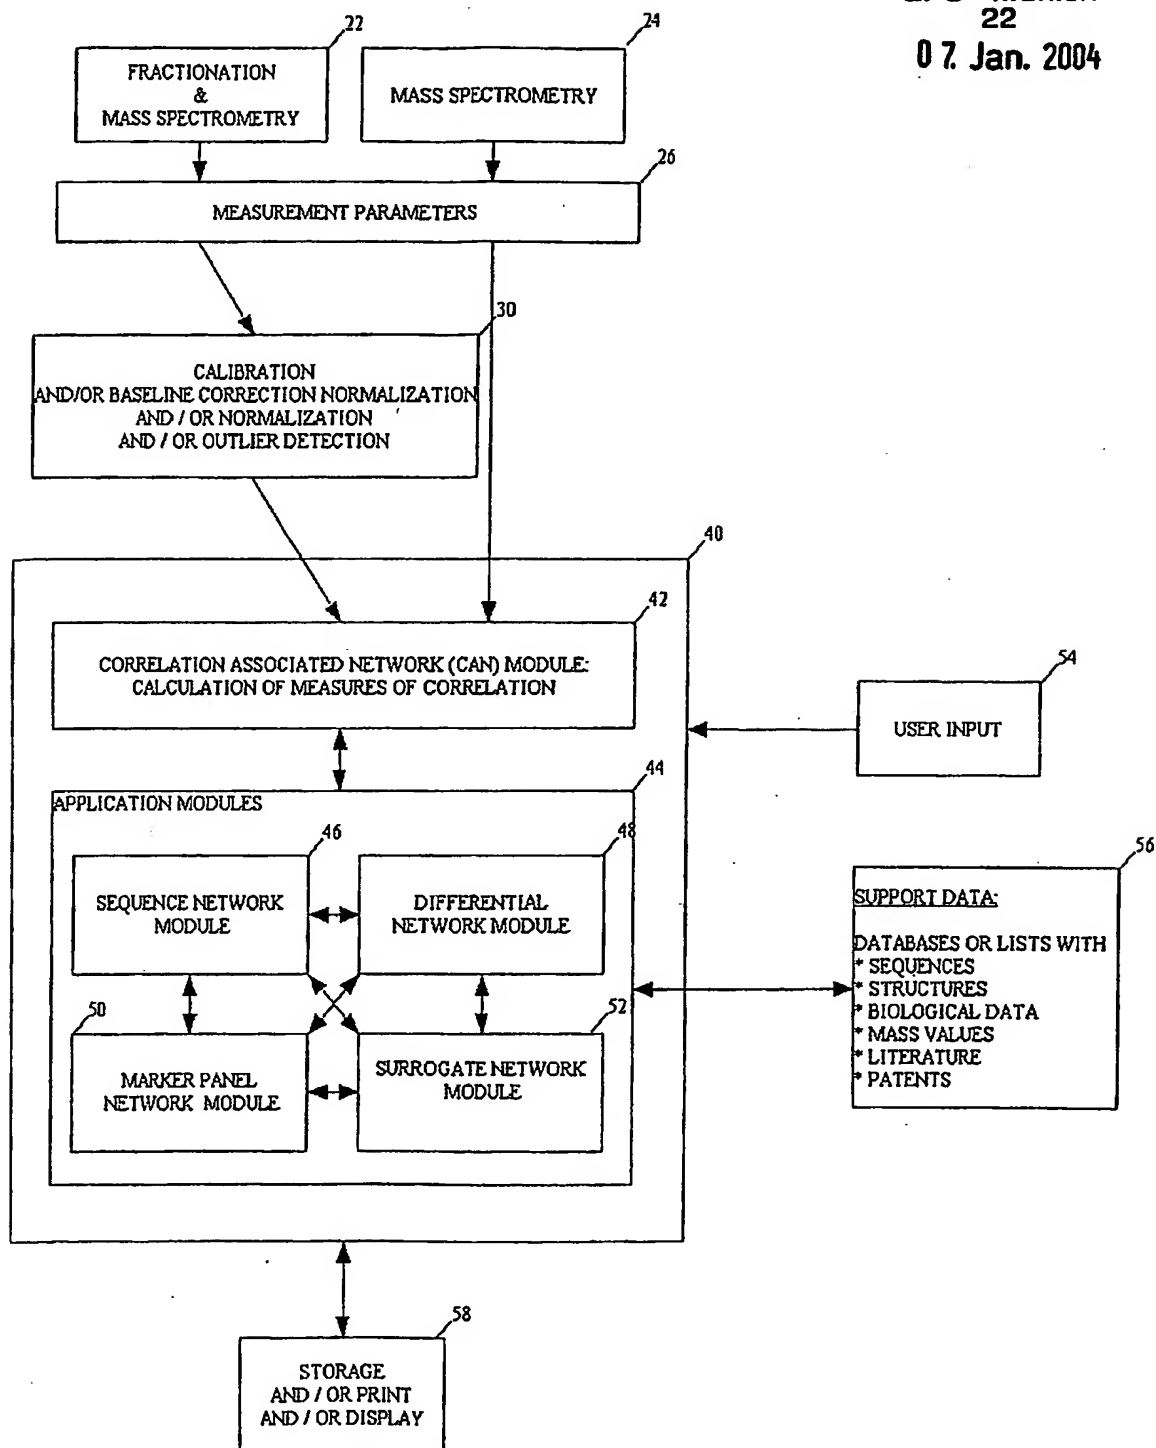 22
07. Jan. 2004
22
24
FRACTIONATION
&
MASS SPECTROMETRY
MASS SPECTROMETRY
26
MEASUREMENT PARAMETERS
30
CALIBRATION
AND/OR BASELINE CORRECTION NORMALIZATION
AND / OR NORMALIZATION
AND / OR OUTLIER DETECTION
40
42
CORRELATION ASSOCIATED NETWORK (CAN) MODULE:
CALCULATION OF MEASURES OF CORRELATION
54
USER INPUT
44
APPLICATION MODULES
46
48
SEQUENCE NETWORK
MODULE
DIFFERENTIAL
NETWORK MODULE
50
52
MARKER PANEL
NETWORK MODULE
SURROGATE NETWORK
MODULE
56
SUPPORT DATA:
DATABASES OR LISTS WITH
* SEQUENCES
* STRUCTURES
* BIOLOGICAL DATA
* MASS VALUES
* LITERATURE
* PATENTS
58
STORAGE
AND / OR PRINT
AND / OR DISPLAY